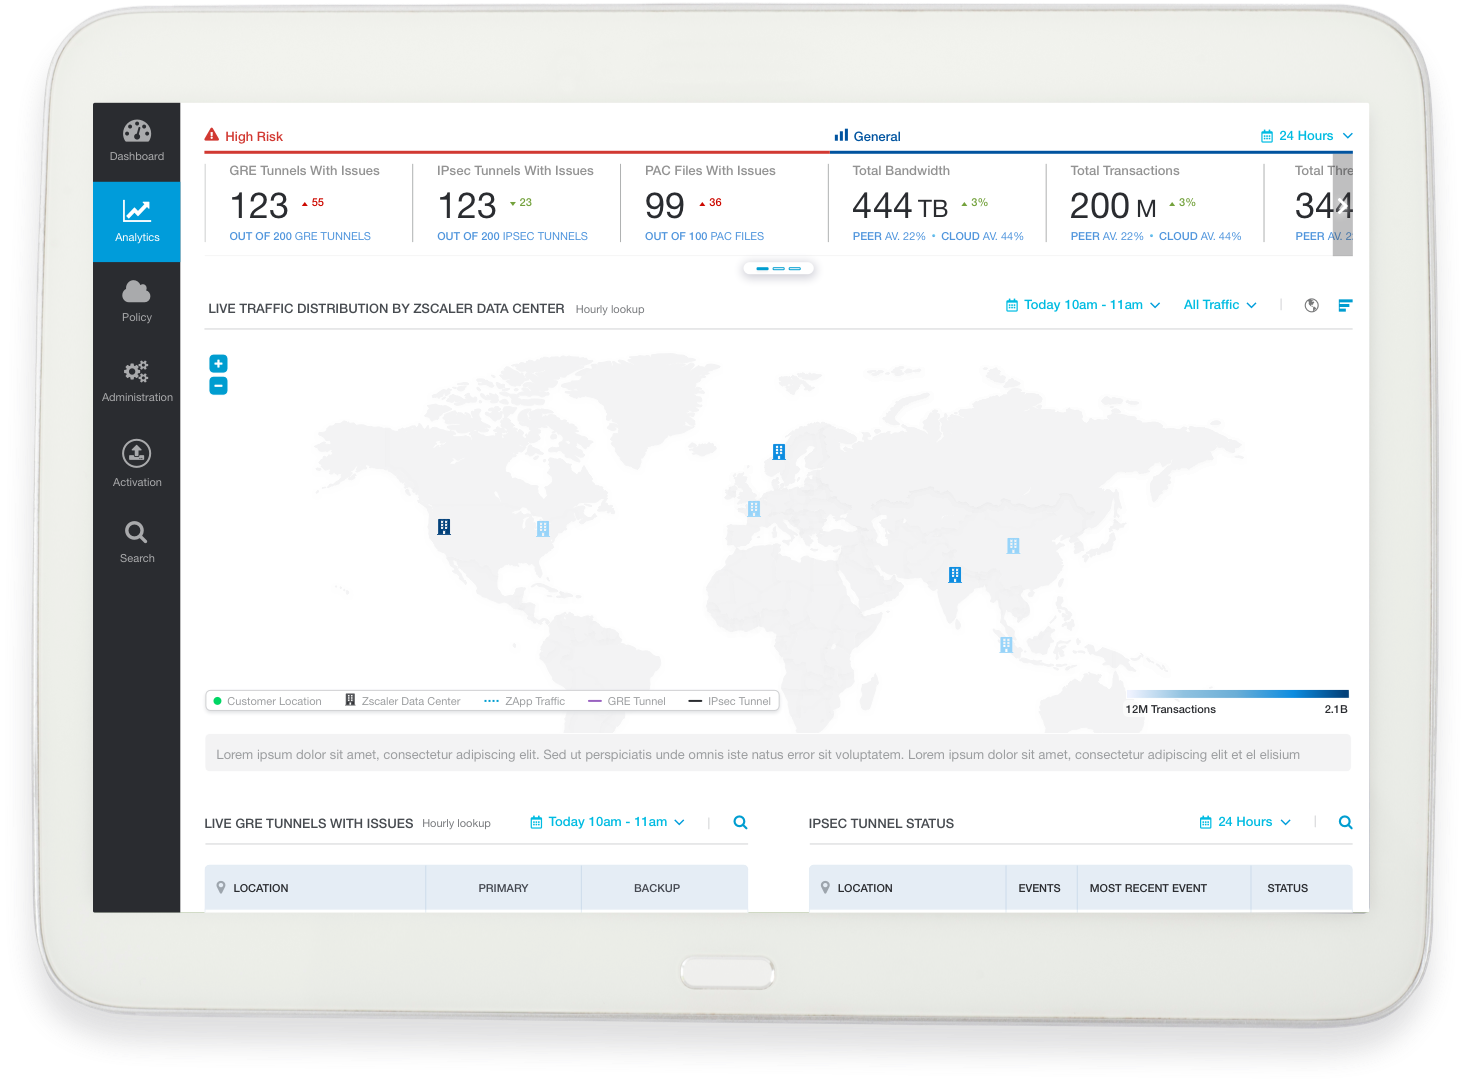 Dashboard
Analytics
Policy
Administration
Activation
Search
High Risk
General
24 Hours
GRE Tunnels With Issues
123 55
OUT OF 200 GRE TUNNELS
IPsec Tunnels With Issues
123 23
OUT OF 200 IPSEC TUNNELS
PAC Files With Issues
99 36
OUT OF 100 PAC FILES
Total Bandwidth
444 TB 3%
PEER AV. 22% • CLOUD AV. 44%
Total Transactions
200 M 3%
PEER AV. 22% • CLOUD AV. 44%
Total Thre
344
PEER AV. 2
LIVE TRAFFIC DISTRIBUTION BY ZSCALER DATA CENTER Hourly lookup
Today 10am - 11am All Traffic
+
−
Customer Location Zscaler Data Center ZApp Traffic GRE Tunnel IPsec Tunnel
12M Transactions 2.1B
Lorem ipsum dolor sit amet, consectetur adipiscing elit. Sed ut perspiciatis unde omnis iste natus error sit voluptatem. Lorem ipsum dolor sit amet, consectetur adipiscing elit et el elisium
LIVE GRE TUNNELS WITH ISSUES Hourly lookup Today 10am - 11am
LOCATION PRIMARY BACKUP
IPSEC TUNNEL STATUS 24 Hours
LOCATION EVENTS MOST RECENT EVENT STATUS